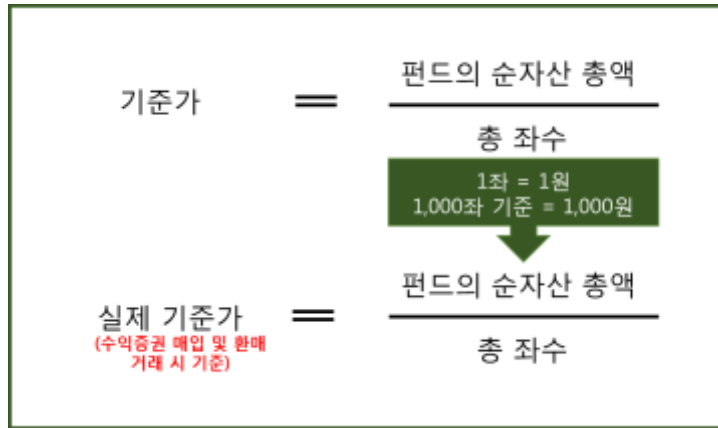 펀드의 순자산 총액
기준가 =
총 좌수
1좌 = 1원
1,000좌 기준 = 1,000원
펀드의 순자산 총액
실제 기준가 =
(수익증권 매입 및 환매
거래 시 기준)
총 좌수